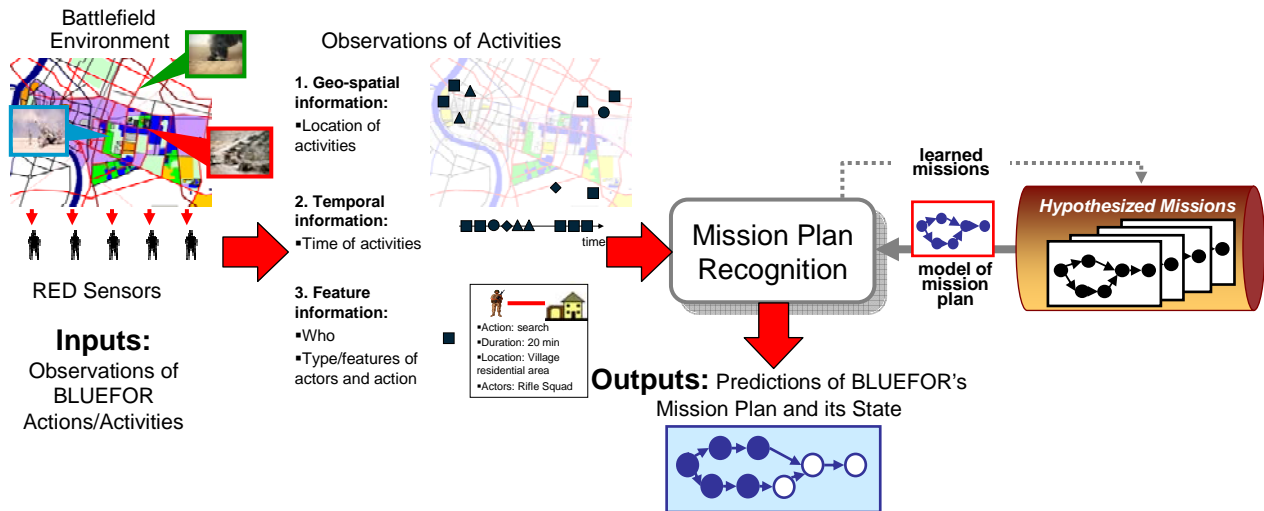 Battlefield
Environment
RED Sensors
Inputs:
Observations of
BLUEFOR
Actions/Activities
Observations of Activities
1. Geo-spatial
information:
▪Location of
activities
2. Temporal
information:
▪Time of activities
time
3. Feature
information:
▪Who
▪Type/features of
actors and action
▪Action: search
▪Duration: 20 min
▪Location: Village
residential area
▪Actors: Rifle Squad
Mission Plan
Recognition
learned
missions
Hypothesized Missions
model of
mission
plan
Outputs: Predictions of BLUEFOR's
Mission Plan and its State